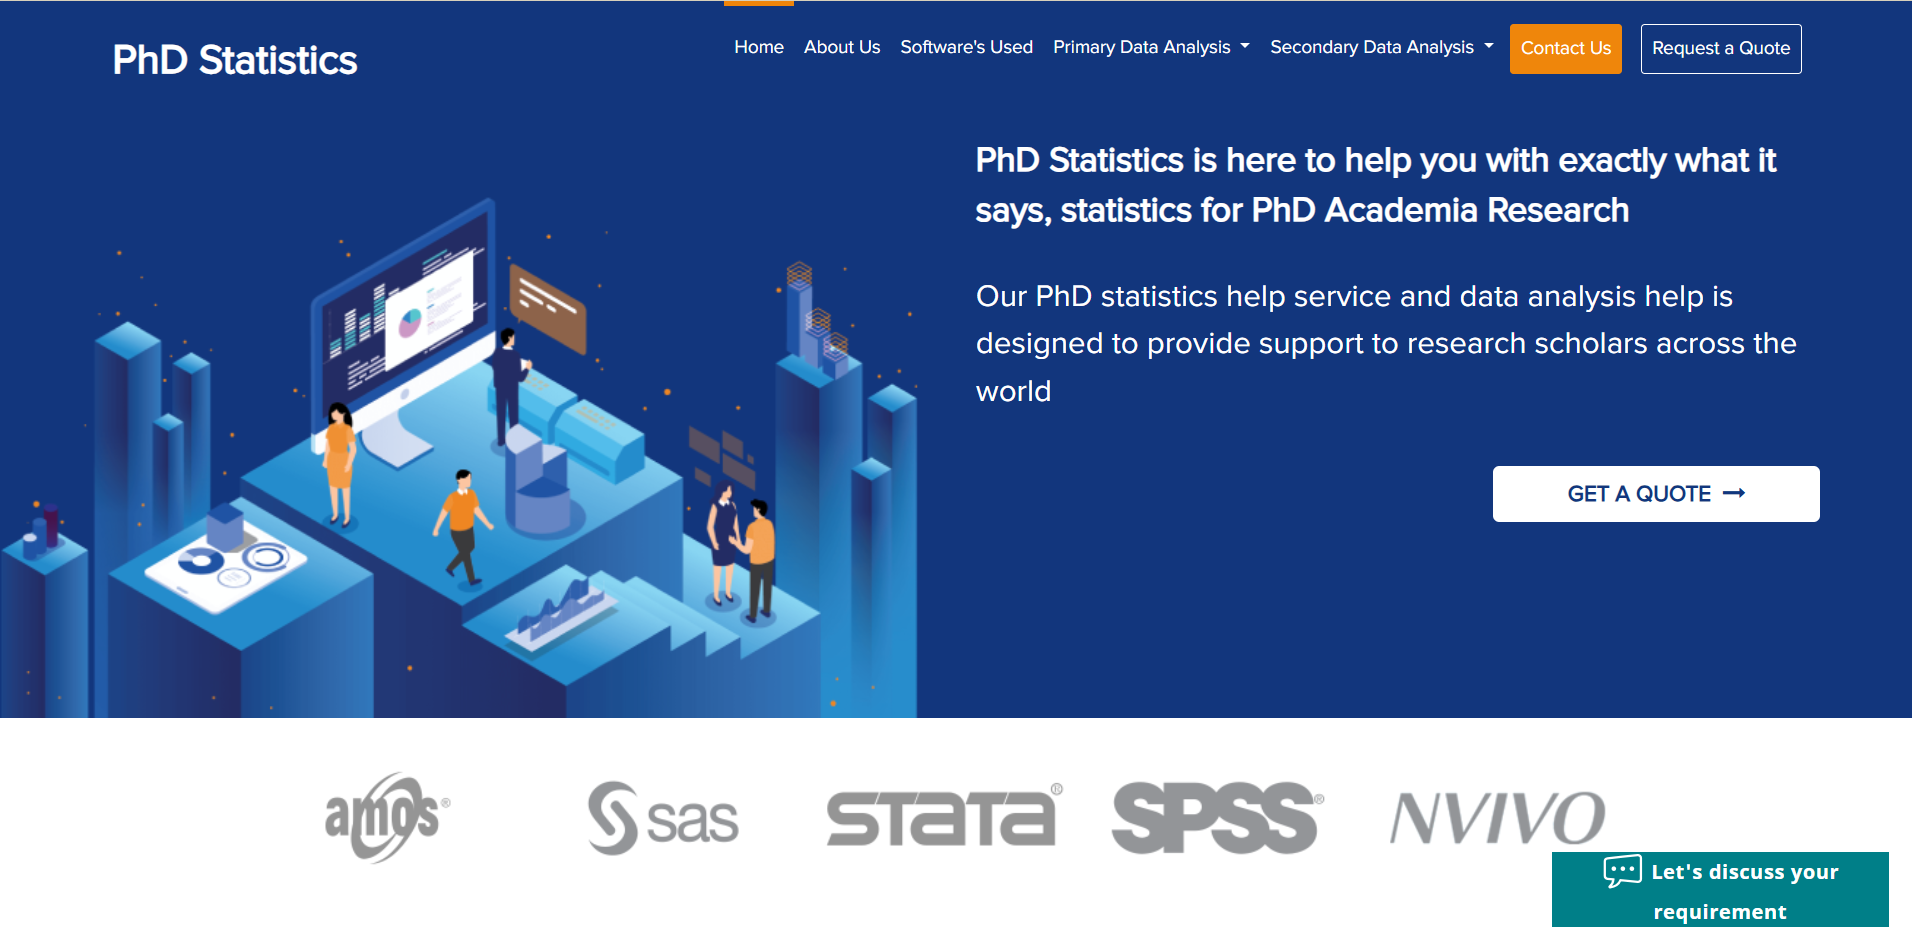 PhD Statistics
Home
About Us
Software's Used
Primary Data Analysis
Secondary Data Analysis
Contact Us
Request a Quote
PhD Statistics is here to help you with exactly what it
says, statistics for PhD Academia Research
Our PhD statistics help service and data analysis help is
designed to provide support to research scholars across the
world
GET A QUOTE →
amos®
sas
STATA®
SPSS®
NVIVO
Let's discuss your
requirement